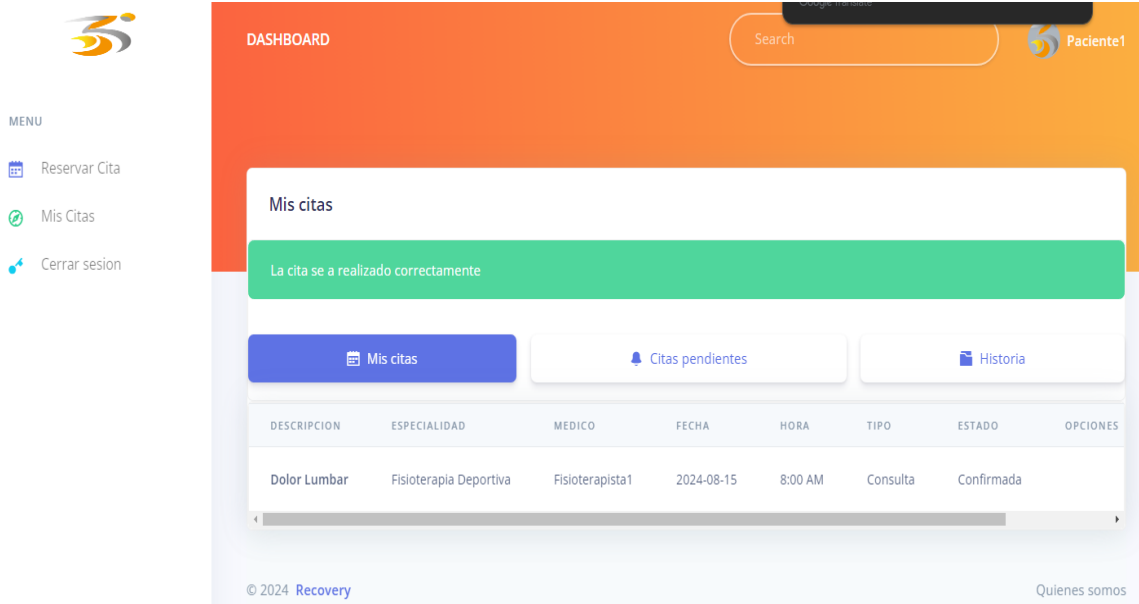 Google Translate
DASHBOARD
Search
Paciente1
MENU
Reservar Cita
Mis Citas
Cerrar sesion
Mis citas
La cita se a realizado correctamente
Mis citas
Citas pendientes
Historia
DESCRIPCION ESPECIALIDAD MEDICO FECHA HORA TIPO ESTADO OPCIONES
Dolor Lumbar Fisioterapia Deportiva Fisioterapista1 2024-08-15 8:00 AM Consulta Confirmada
© 2024 Recovery
Quienes somos